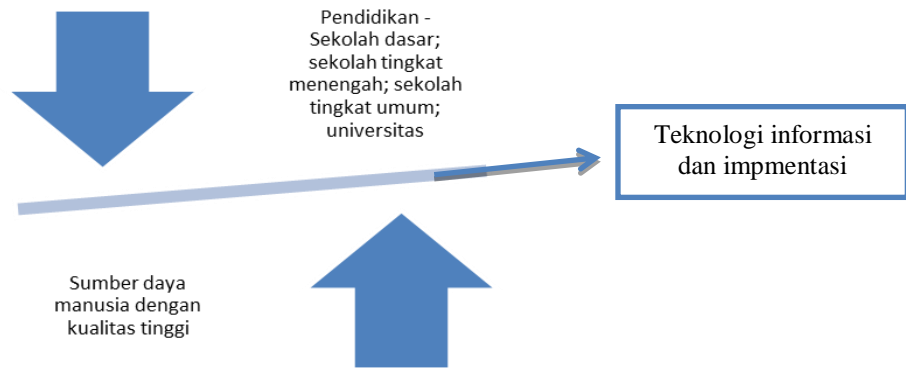 Pendidikan -
Sekolah dasar;
sekolah tingkat
menengah; sekolah
tingkat umum;
universitas
Teknologi informasi
dan impmentasi
Sumber daya
manusia dengan
kualitas tinggi